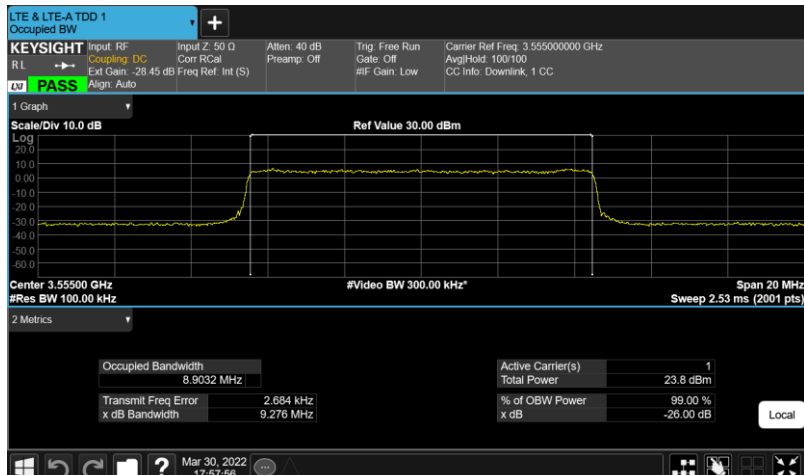 LTE & LTE-A TDD 1
Occupied BW
KEYSIGHT
R L
LXI
PASS
Input: RF
Coupling: DC
Ext Gain: -28.45 dB
Align: Auto
Input Z: 50 Ω
Corr RCal
Freq Ref: Int (S)
Atten: 40 dB
Preamp: Off
Trig: Free Run
Gate: Off
#IF Gain: Low
Carrier Ref Freq: 3.555000000 GHz
Avg|Hold: 100/100
CC Info: Downlink, 1 CC
1 Graph
Scale/Div 10.0 dB
Ref Value 30.00 dBm
Log
20.0
10.0
0.00
-10.0
-20.0
-30.0
-40.0
-50.0
-60.0
Center 3.55500 GHz
#Video BW 300.00 kHz*
Span 20 MHz
#Res BW 100.00 kHz
Sweep 2.53 ms (2001 pts)
2 Metrics
Occupied Bandwidth
8.9032 MHz
Transmit Freq Error 2.684 kHz
x dB Bandwidth 9.276 MHz
Active Carrier(s) 1
Total Power 23.8 dBm
% of OBW Power 99.00 %
x dB -26.00 dB
Local
?
Mar 30, 2022
17:57:56